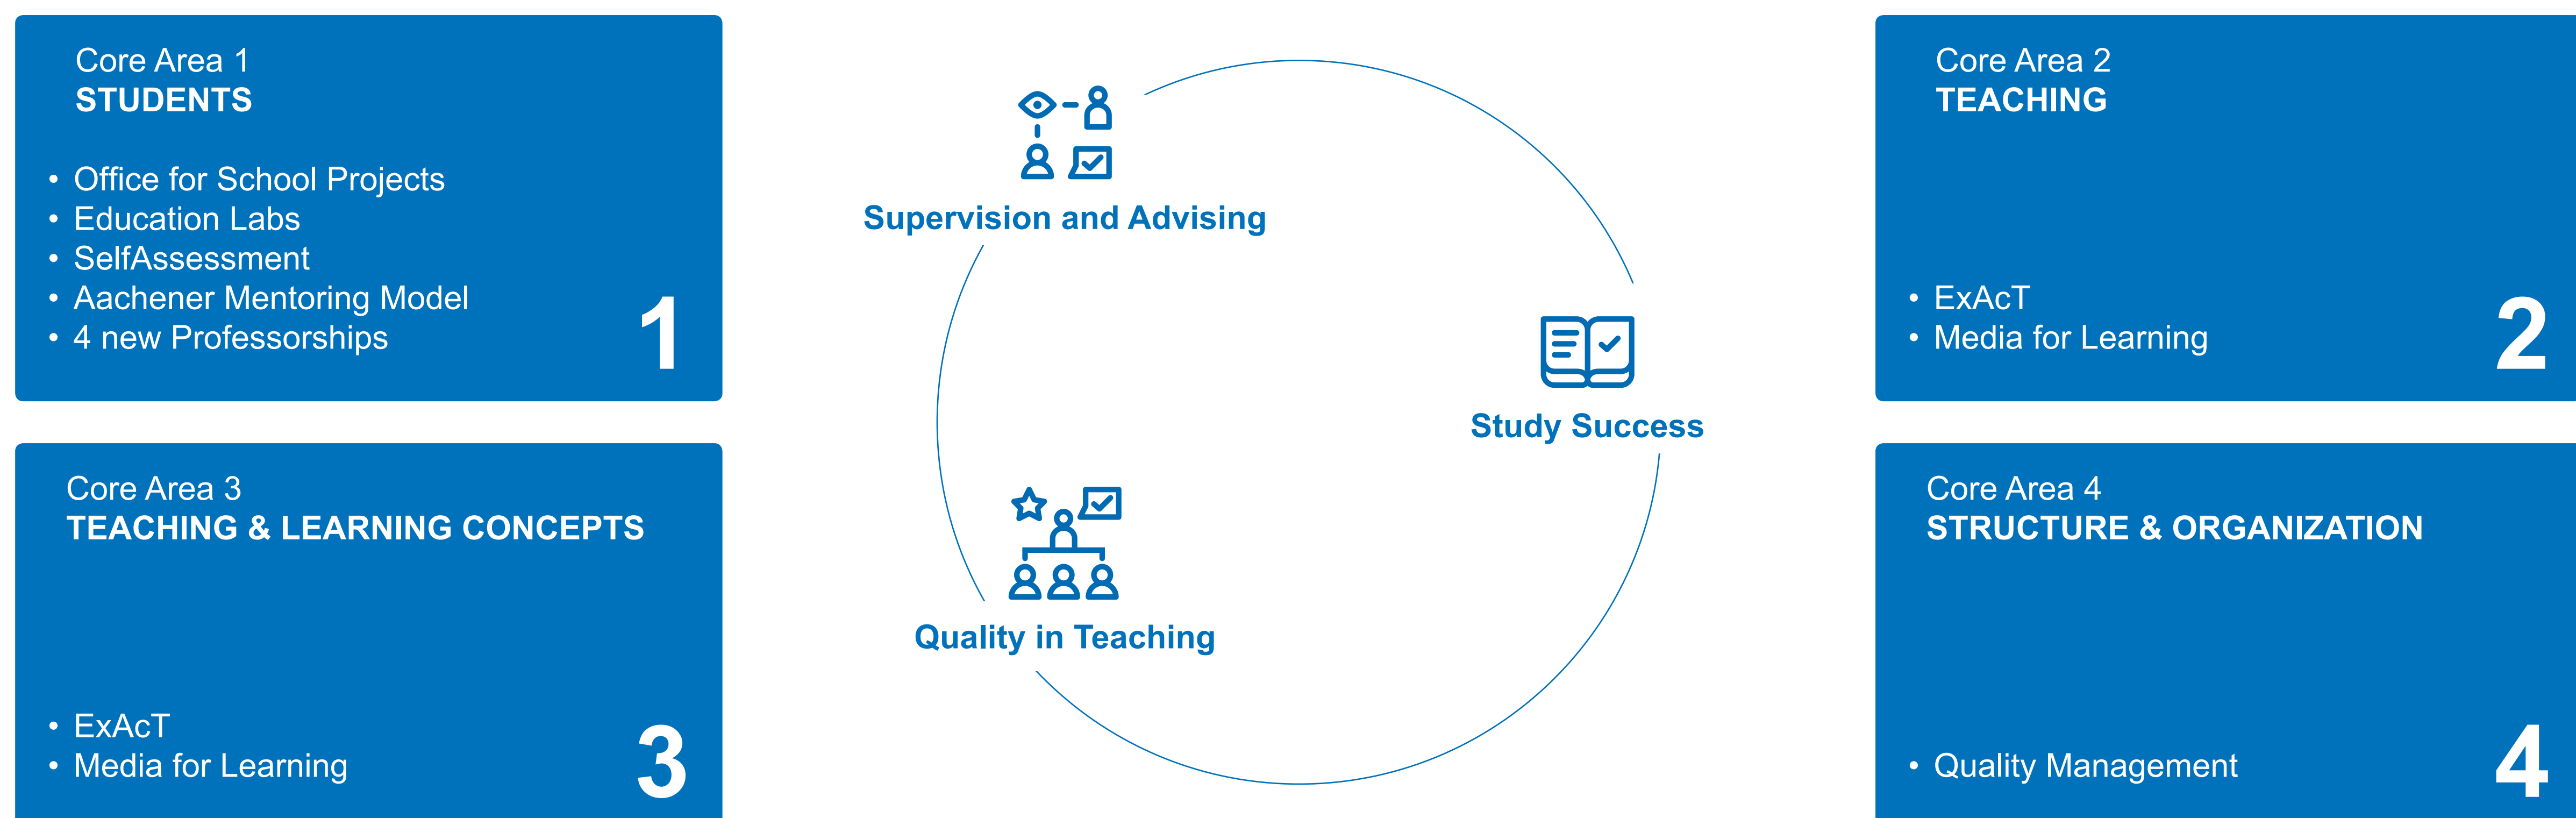 Core Area 1
STUDENTS
• Office for School Projects
• Education Labs
• SelfAssessment
• Aachener Mentoring Model
• 4 new Professorships
1
Supervision and Advising
Study Success
Quality in Teaching
Core Area 2
TEACHING
• ExAcT
• Media for Learning
2
Core Area 3
TEACHING & LEARNING CONCEPTS
• ExAcT
• Media for Learning
3
Core Area 4
STRUCTURE & ORGANIZATION
• Quality Management
4